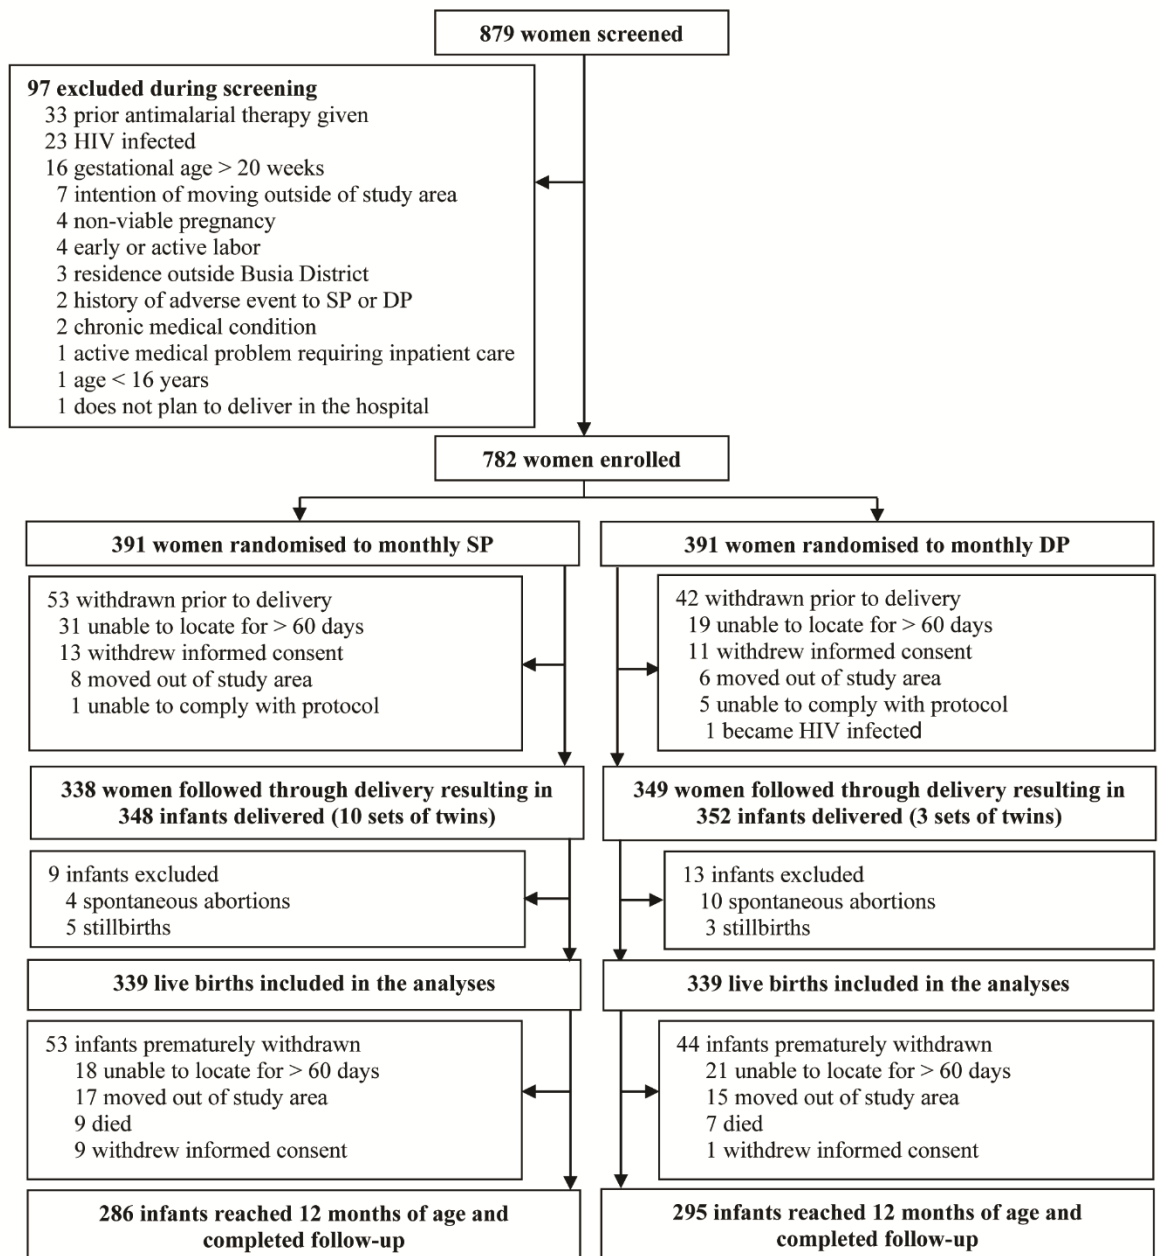 879 women screened
97 excluded during screening
33 prior antimalarial therapy given
23 HIV infected
16 gestational age > 20 weeks
7 intention of moving outside of study area
4 non-viable pregnancy
4 early or active labor
3 residence outside Busia District
2 history of adverse event to SP or DP
2 chronic medical condition
1 active medical problem requiring inpatient care
1 age < 16 years
1 does not plan to deliver in the hospital
782 women enrolled
391 women randomised to monthly SP
53 withdrawn prior to delivery
31 unable to locate for > 60 days
13 withdrew informed consent
8 moved out of study area
1 unable to comply with protocol
338 women followed through delivery resulting in
348 infants delivered (10 sets of twins)
9 infants excluded
4 spontaneous abortions
5 stillbirths
339 live births included in the analyses
53 infants prematurely withdrawn
18 unable to locate for > 60 days
17 moved out of study area
9 died
9 withdrew informed consent
286 infants reached 12 months of age and
completed follow-up
391 women randomised to monthly DP
42 withdrawn prior to delivery
19 unable to locate for > 60 days
11 withdrew informed consent
6 moved out of study area
5 unable to comply with protocol
1 became HIV infected
349 women followed through delivery resulting in
352 infants delivered (3 sets of twins)
13 infants excluded
10 spontaneous abortions
3 stillbirths
339 live births included in the analyses
44 infants prematurely withdrawn
21 unable to locate for > 60 days
15 moved out of study area
7 died
1 withdrew informed consent
295 infants reached 12 months of age and
completed follow-up